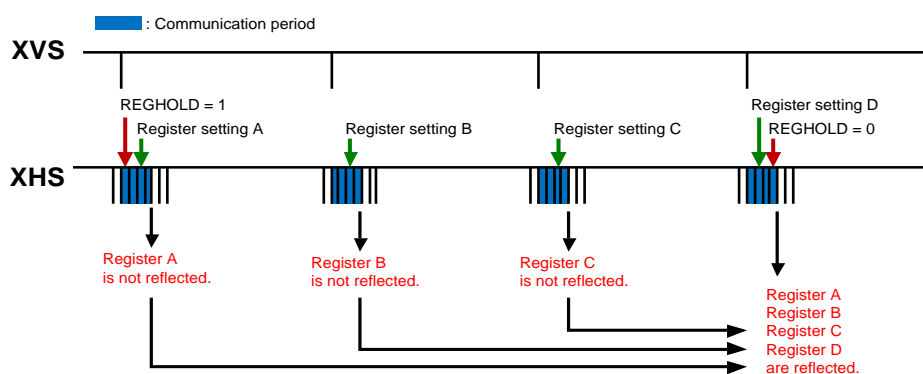 : Communication period
XVS
REGHOLD = 1
Register setting A
Register setting B
Register setting C
Register setting D
REGHOLD = 0
XHS
Register A
is not reflected.
Register B
is not reflected.
Register C
is not reflected.
Register A
Register B
Register C
Register D
are reflected.